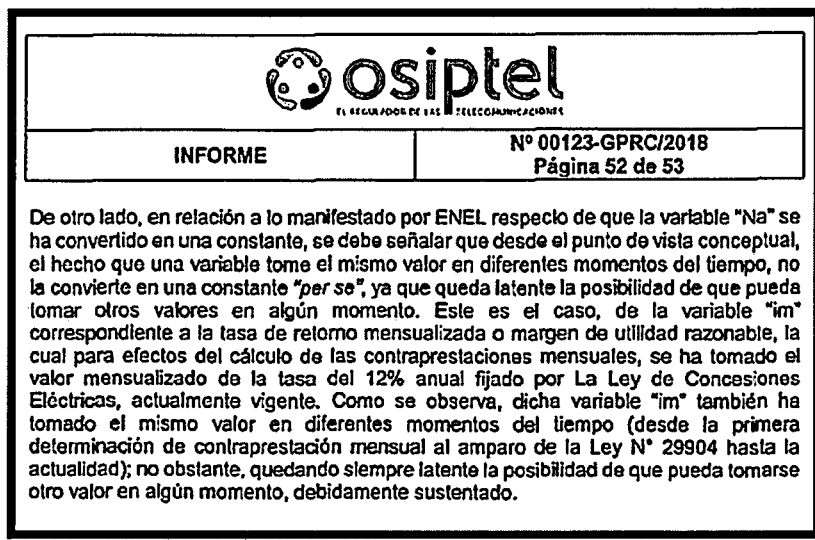 osiptel
EL REGULADOR DE LAS TELECOMUNICACIONES
INFORME
Nº 00123-GPRC/2018
Página 52 de 53
De otro lado, en relación a lo manifestado por ENEL respecto de que la variable "Na" se
ha convertido en una constante, se debe señalar que desde el punto de vista conceptual,
el hecho que una variable tome el mismo valor en diferentes momentos del tiempo, no
la convierte en una constante "per se", ya que queda latente la posibilidad de que pueda
tomar otros valores en algún momento. Este es el caso, de la variable "im"
correspondiente a la tasa de retorno mensualizada o margen de utilidad razonable, la
cual para efectos del cálculo de las contraprestaciones mensuales, se ha tomado el
valor mensualizado de la tasa del 12% anual fijado por La Ley de Concesiones
Eléctricas, actualmente vigente. Como se observa, dicha variable "im" también ha
tomado el mismo valor en diferentes momentos del tiempo (desde la primera
determinación de contraprestación mensual al amparo de la Ley N° 29904 hasta la
actualidad); no obstante, quedando siempre latente la posibilidad de que pueda tomarse
otro valor en algún momento, debidamente sustentado.